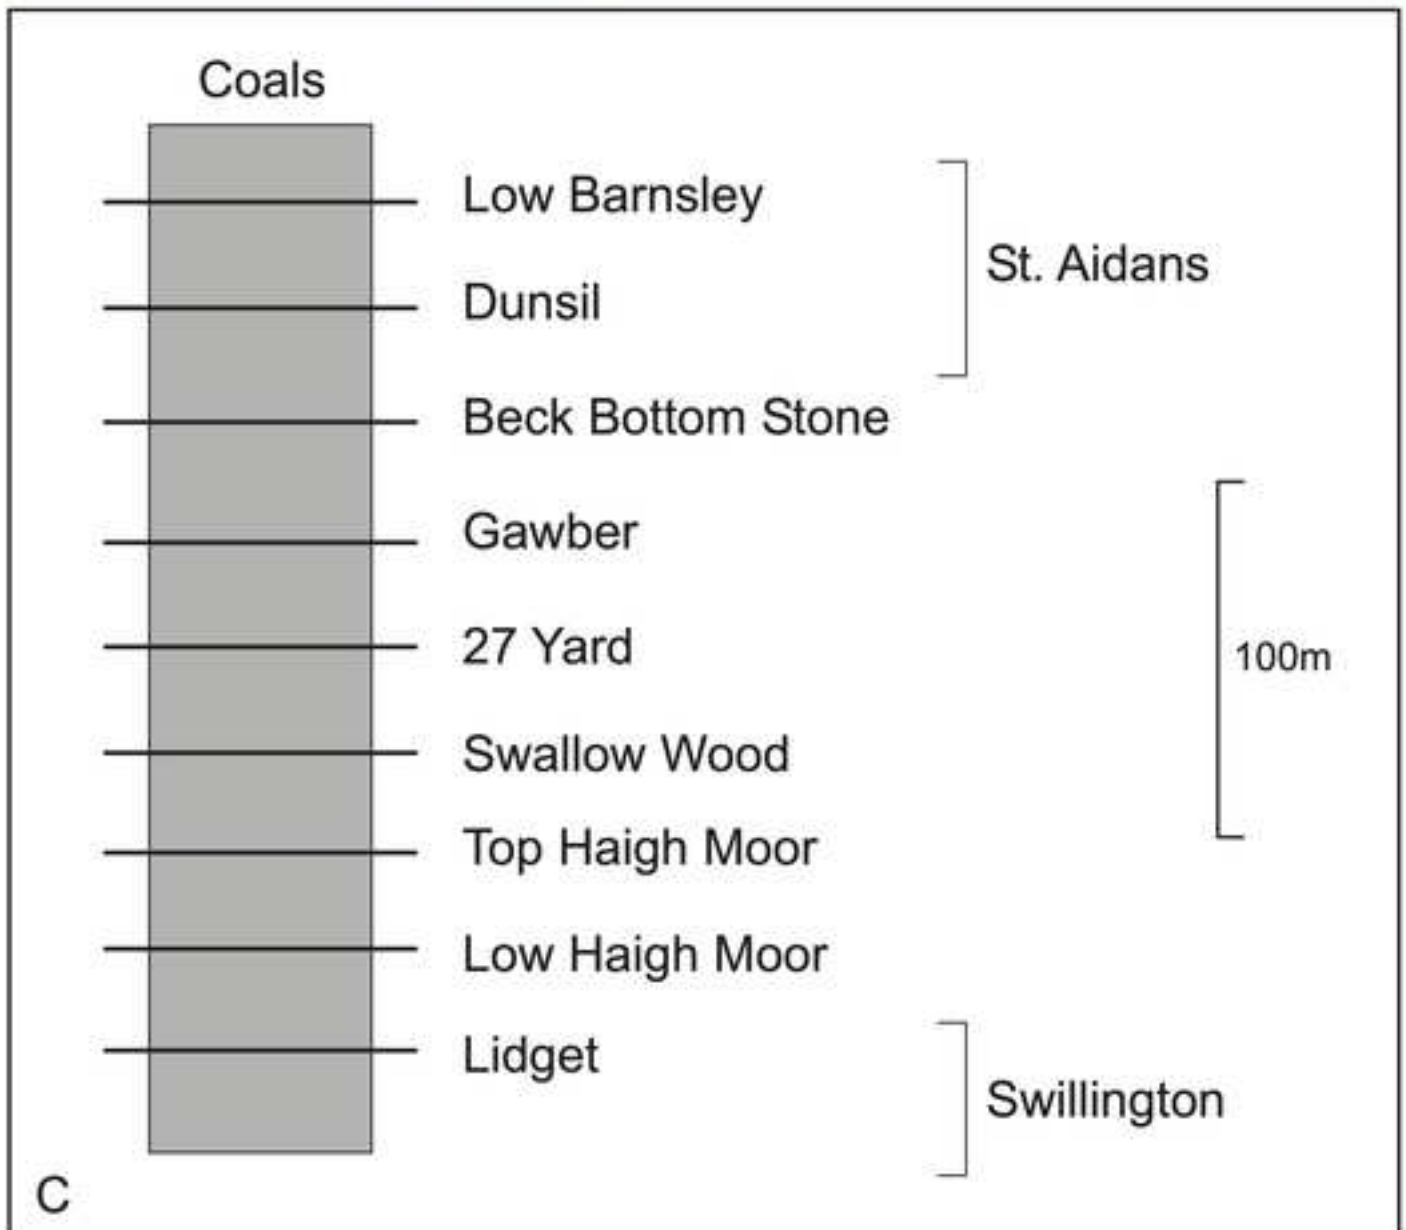 Coals
Low Barnsley
St. Aidans
Dunsil
Beck Bottom Stone
Gawber
27 Yard
100m
Swallow Wood
Top Haigh Moor
Low Haigh Moor
Lidget
Swillington
C